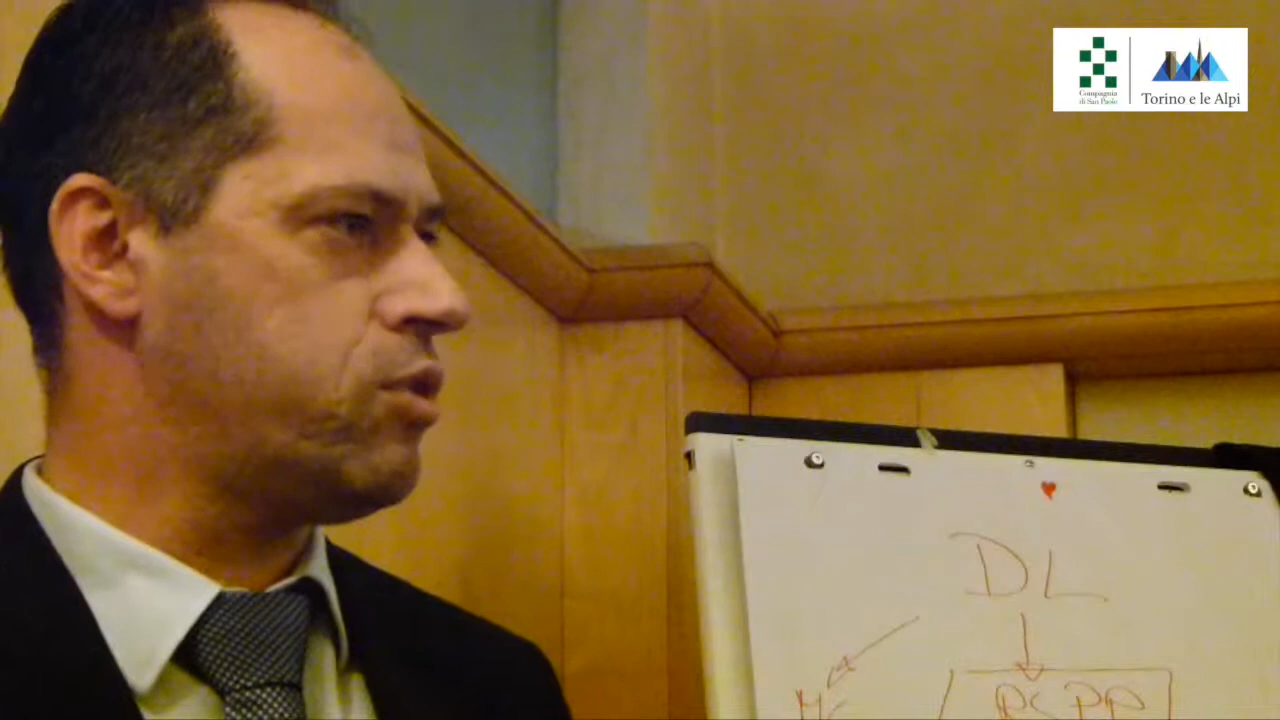 Compagnia
di San Paolo
Torino e le Alpi
DL
RSPP